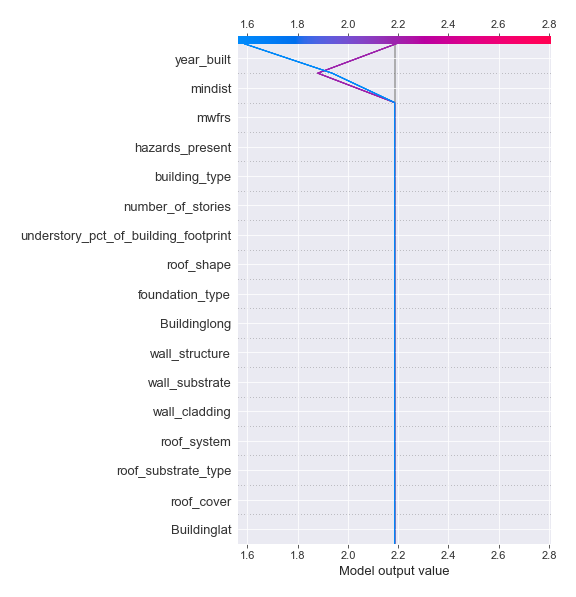 1.6 1.8 2.0 2.2 2.4 2.6 2.8
year_built
mindist
mwfrs
hazards_present
building_type
number_of_stories
understory_pct_of_building_footprint
roof_shape
foundation_type
Buildinglong
wall_structure
wall_substrate
wall_cladding
roof_system
roof_substrate_type
roof_cover
Buildinglat
1.6 1.8 2.0 2.2 2.4 2.6 2.8
Model output value